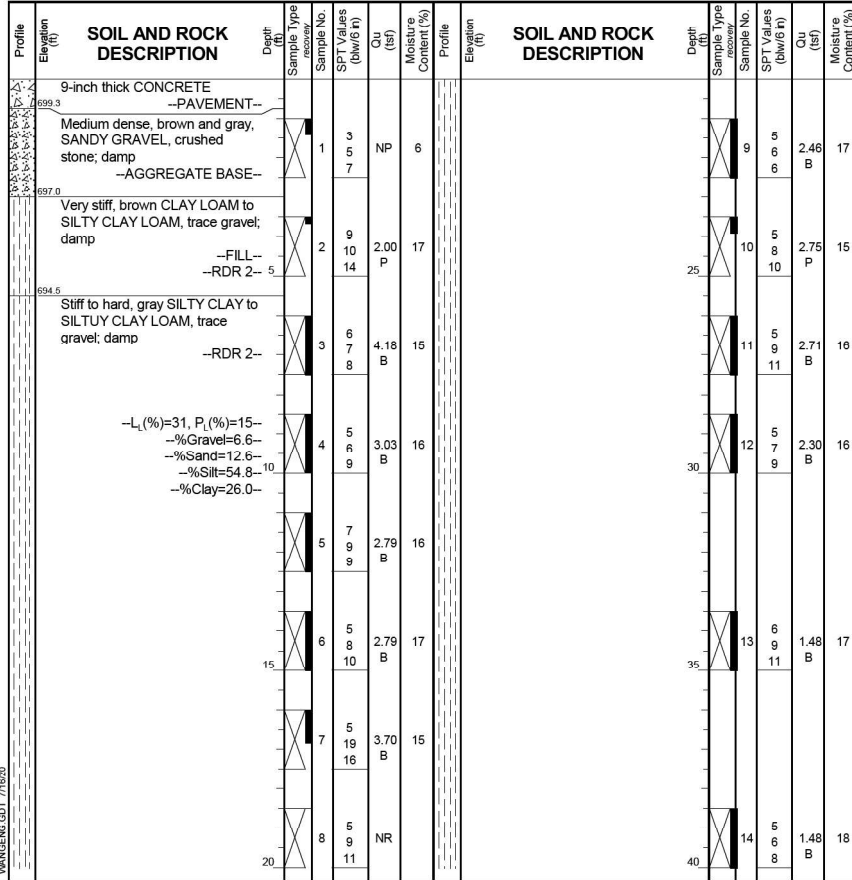 Profile
Elevation (ft)
SOIL AND ROCK DESCRIPTION
Depth (ft)
Sample Type recovery
Sample No.
SPT Values (blw/6 in)
Qu (tsf)
Moisture Content (%)
Profile
Elevation (ft)
SOIL AND ROCK DESCRIPTION
Depth (ft)
Sample Type recovery
Sample No.
SPT Values (blw/6 in)
Qu (tsf)
Moisture Content (%)
9-inch thick CONCRETE
699.3 --PAVEMENT--
Medium dense, brown and gray,
SANDY GRAVEL, crushed
stone; damp
--AGGREGATE BASE--
697.0
1 3 5 7 NP 6
Very stiff, brown CLAY LOAM to
SILTY CLAY LOAM, trace gravel;
damp
--FILL--
--RDR 2-- 5
694.5
2 9 10 14 2.00 P 17
Stiff to hard, gray SILTY CLAY to
SILTUY CLAY LOAM, trace
gravel; damp
--RDR 2--
3 6 7 8 4.18 B 15
--LL(%)=31, PL(%)=15--
--%Gravel=6.6--
--%Sand=12.6--
10
--%Silt=54.8--
--%Clay=26.0--
4 5 6 9 3.03 B 16
5 7 9 9 2.79 B 16
6 5 8 10 2.79 B 17
15
7 5 19 16 3.70 B 15
8 5 9 11 NR
20
9 5 6 6 2.46 B 17
10 5 8 10 2.75 P 15
25
11 5 9 11 2.71 B 16
12 5 7 9 2.30 B 16
30
13 6 9 11 1.48 B 17
35
14 5 6 8 1.48 B 18
40
WANGENG.GDT 7/16/20